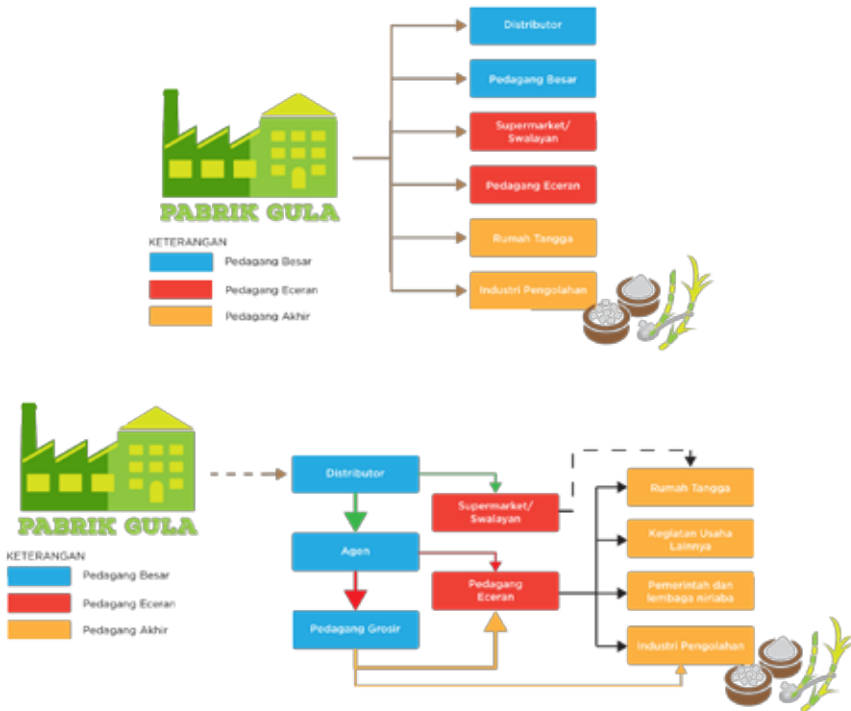 Distributor
Pedagang Besar
Supermarket/
Swalayan
Pedagang Eceran
Rumah Tangga
Industri Pengolahan
PABRIK GULA
KETERANGAN
Pedagang Besar
Pedagang Eceran
Pedagang Akhir
PABRIK GULA
KETERANGAN
Pedagang Besar
Pedagang Eceran
Pedagang Akhir
Distributor
Agen
Pedagang Grosir
Supermarket/
Swalayan
Pedagang
Eceran
Rumah Tangga
Kegiatan Usaha
Lainnya
Pemerintah dan
lembaga nirlaba
Industri Pengolahan